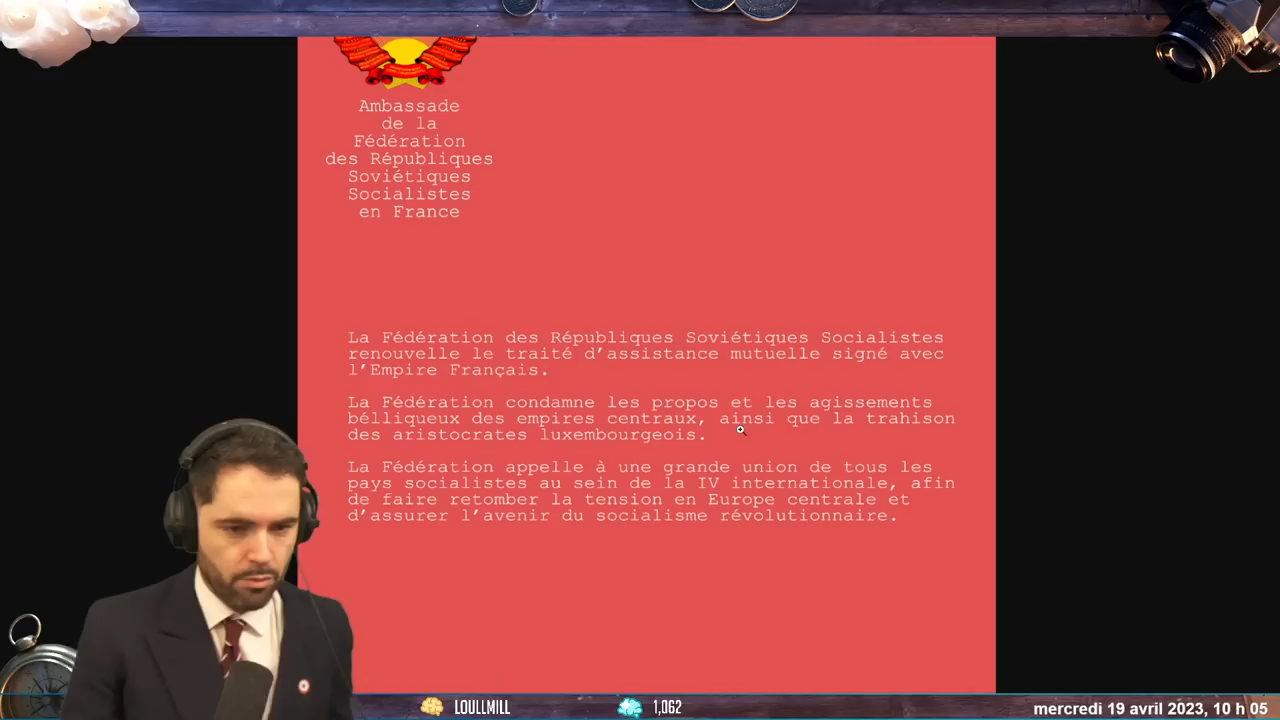 Ambassade
de la
Fédération
des Républiques
Soviétiques
Socialistes
en France
La Fédération des Républiques Soviétiques Socialistes
renouvelle le traité d'assistance mutuelle signé avec
l'Empire Français.
La Fédération condamne les propos et les agissements
bélliqueux des empires centraux, ainsi que la trahison
des aristocrates luxembourgeois.
La Fédération appelle à une grande union de tous les
pays socialistes au sein de la IV internationale, afin
de faire retomber la tension en Europe centrale et
d'assurer l'avenir du socialisme révolutionnaire.
LOULLMILL
1,062
mercredi 19 avril 2023, 10 h 05